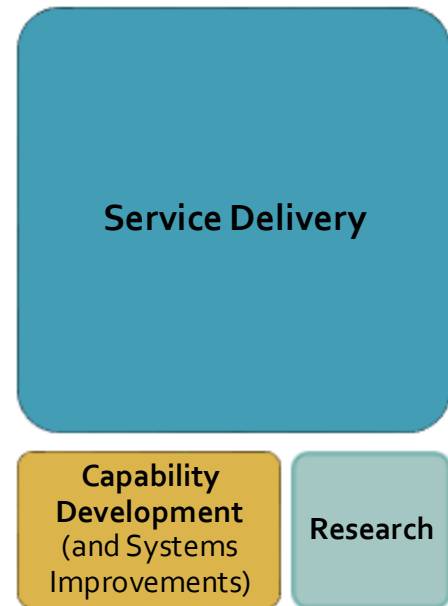 Service Delivery
Capability
Development
(and Systems
Improvements)
Research